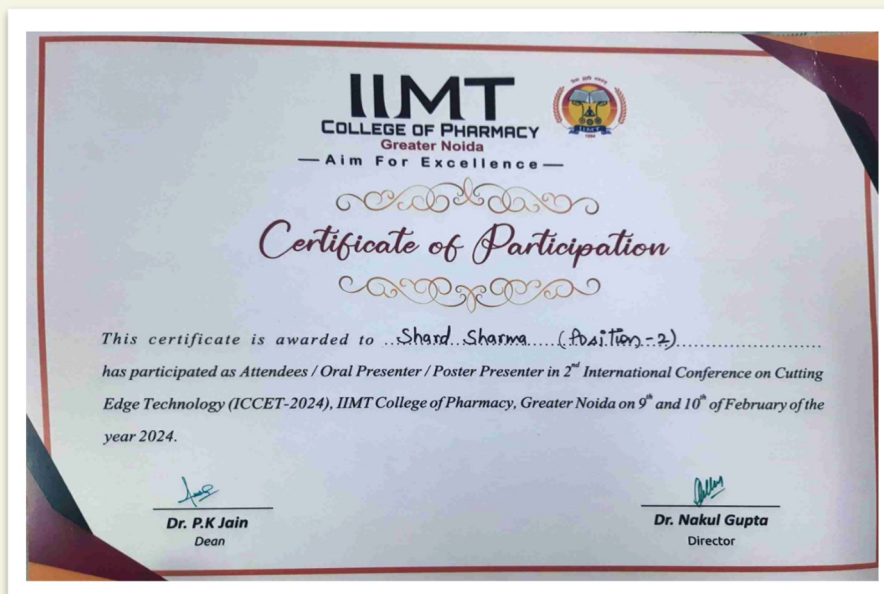 IIMT
COLLEGE OF PHARMACY
Greater Noida
— Aim For Excellence —
IIMT
Certificate of Participation
This certificate is awarded to ..Shard..Sharma.....(Position-2)..............................
has participated as Attendees / Oral Presenter / Poster Presenter in 2nd International Conference on Cutting
Edge Technology (ICCET-2024), IIMT College of Pharmacy, Greater Noida on 9th and 10th of February of the
year 2024.
Dr. P.K Jain
Dean
Dr. Nakul Gupta
Director